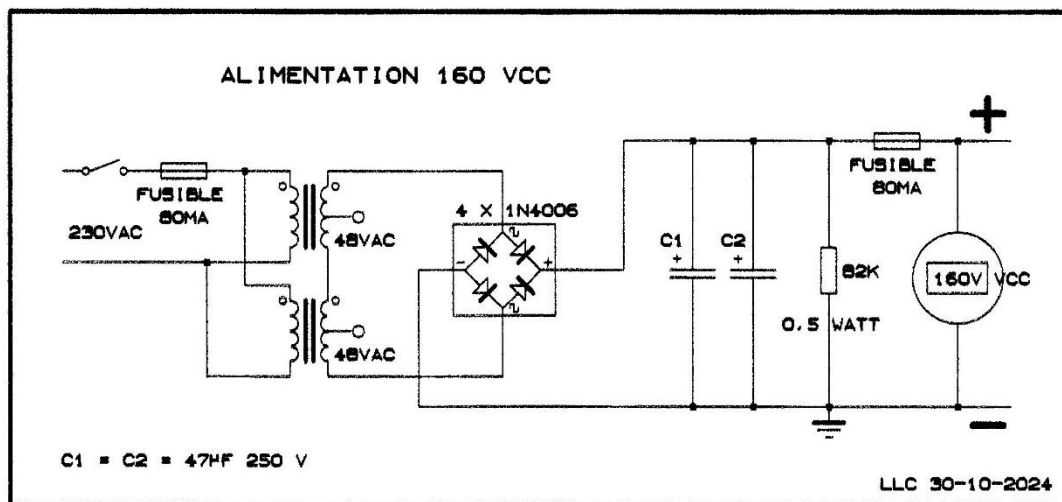 ALIMENTATION 160 VCC
+
FUSIBLE
80MA
230VAC
48VAC
48VAC
4 X 1N4006
~
- +
~
C1
+
C2
+
FUSIBLE
80MA
82K
0.5 WATT
160V VCC
-
C1 = C2 = 47µF 250 V
LLC 30-10-2024